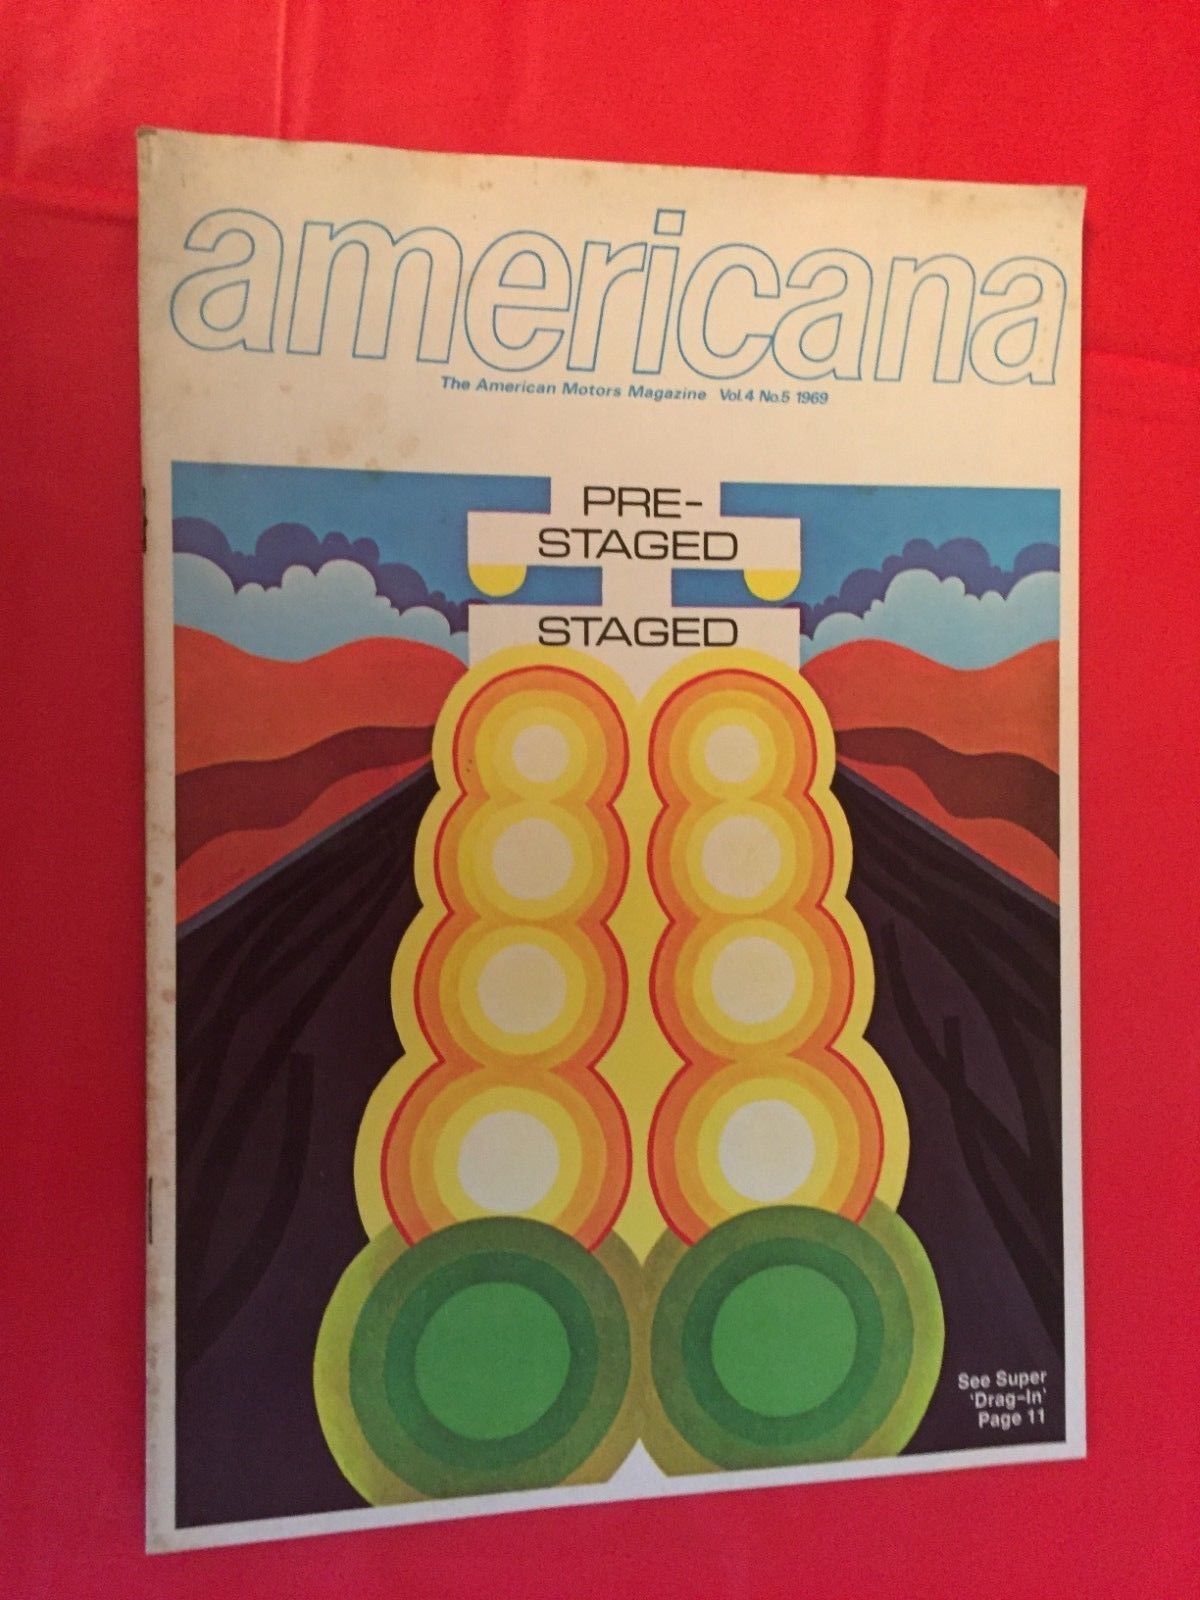 americana
The American Motors Magazine Vol.4 No.5 1969
PRE-
STAGED
STAGED
See Super
'Drag-In'
Page 11